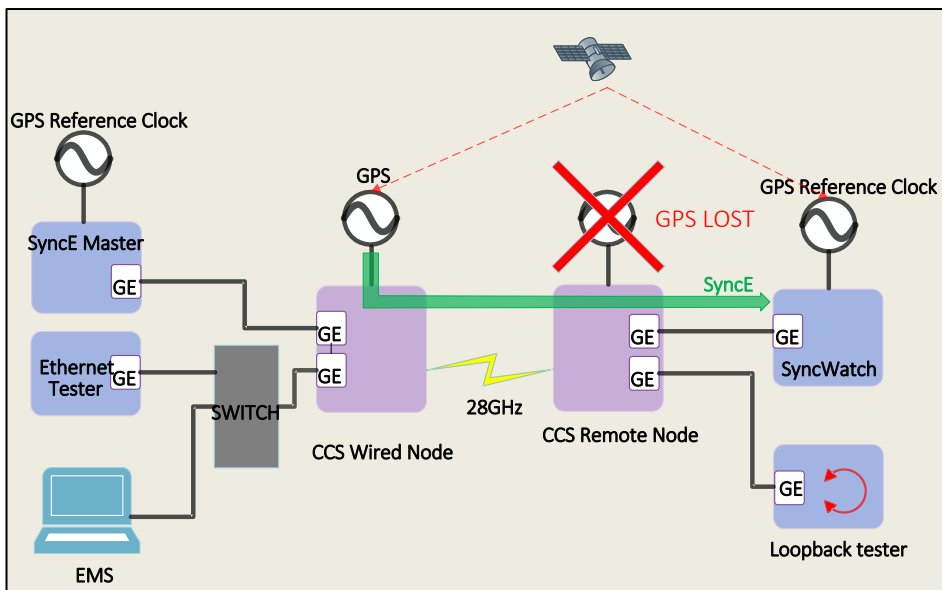 GPS Reference Clock
GPS
GPS Reference Clock
GPS LOST
SyncE Master
GE
SyncE
GE
GE
GE
Ethernet
Tester
GE
GE
GE
SWITCH
SyncWatch
28GHz
CCS Wired Node
CCS Remote Node
GE
EMS
Loopback tester